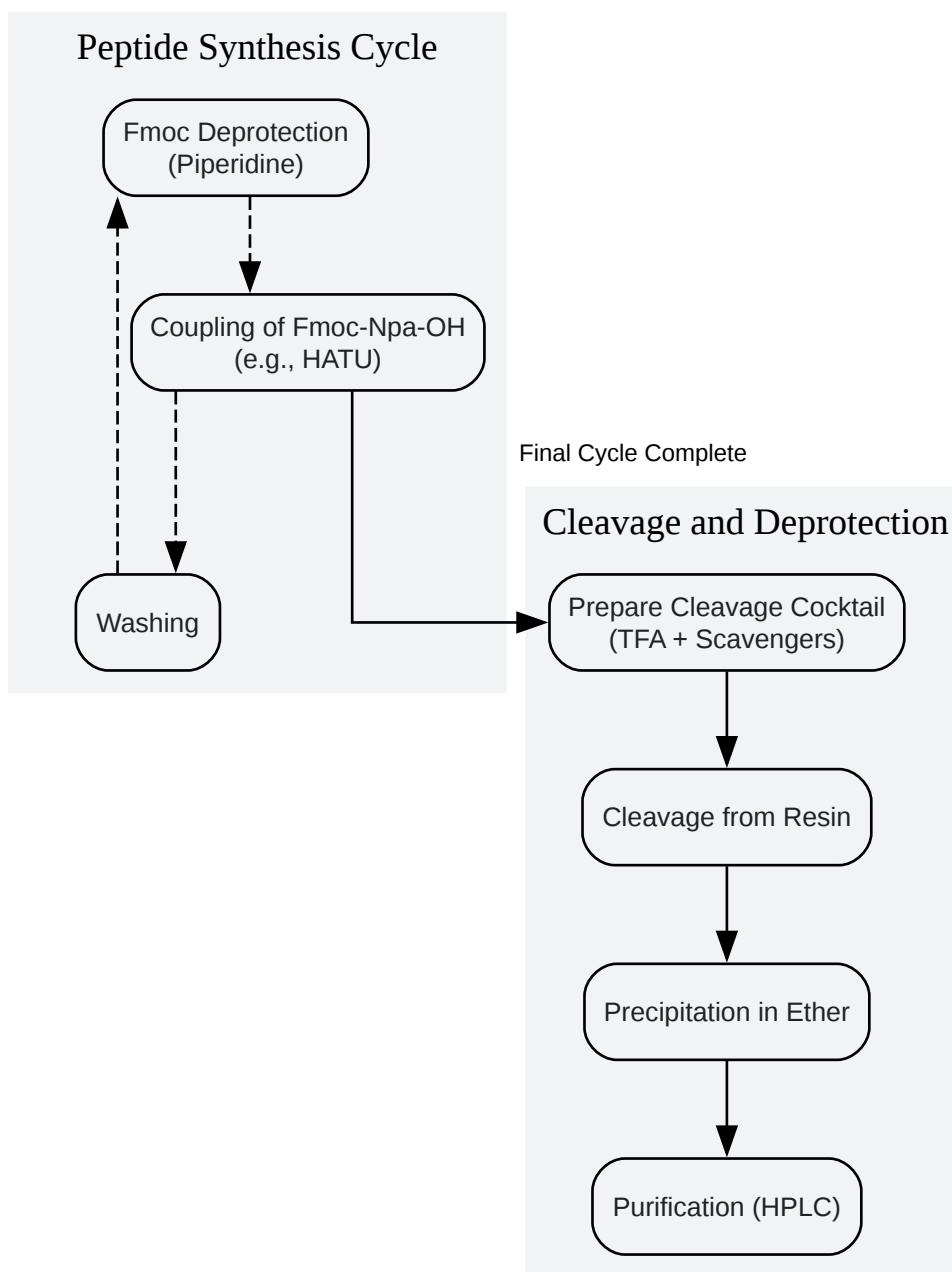 Peptide Synthesis Cycle
Fmoc Deprotection
(Piperidine)
Coupling of Fmoc-Npa-OH
(e.g., HATU)
Washing
Final Cycle Complete
Cleavage and Deprotection
Prepare Cleavage Cocktail
(TFA + Scavengers)
Cleavage from Resin
Precipitation in Ether
Purification (HPLC)